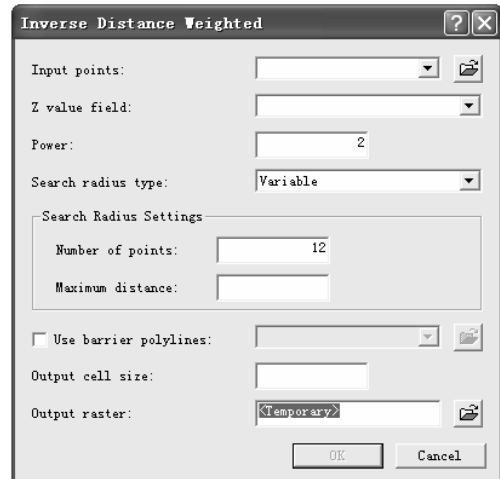 Inverse Distance Weighted
Input points:
Z value field:
Power: 2
Search radius type: Variable
Search Radius Settings
Number of points: 12
Maximum distance:
Use barrier polylines:
Output cell size:
Output raster: <Temporary>
OK Cancel